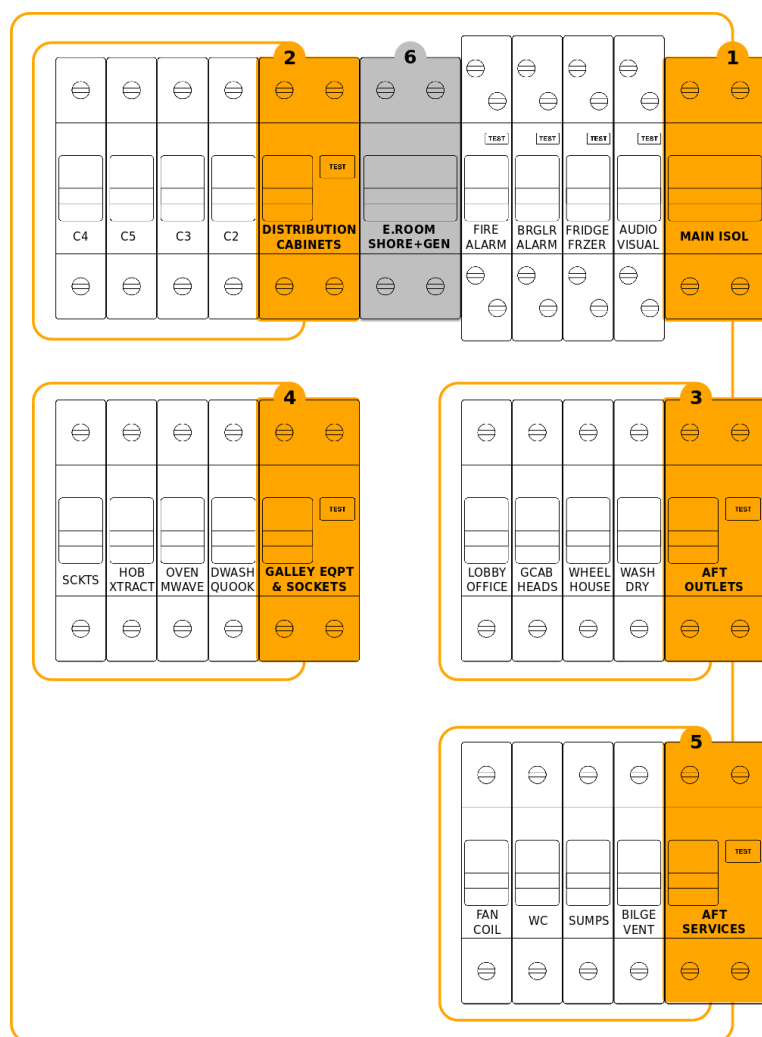 2
6
1
TEST
TEST
TEST
TEST
TEST
C4
C5
C3
C2
DISTRIBUTION
CABINETS
E.ROOM
SHORE+GEN
FIRE
ALARM
BRGLR
ALARM
FRIDGE
FRZER
AUDIO
VISUAL
MAIN ISOL
4
TEST
SCKTS
HOB
XTRACT
OVEN
MWAVE
DWASH
QUOOK
GALLEY EQPT
& SOCKETS
3
TEST
LOBBY
OFFICE
GCAB
HEADS
WHEEL
HOUSE
WASH
DRY
AFT
OUTLETS
5
TEST
FAN
COIL
WC
SUMPS
BILGE
VENT
AFT
SERVICES